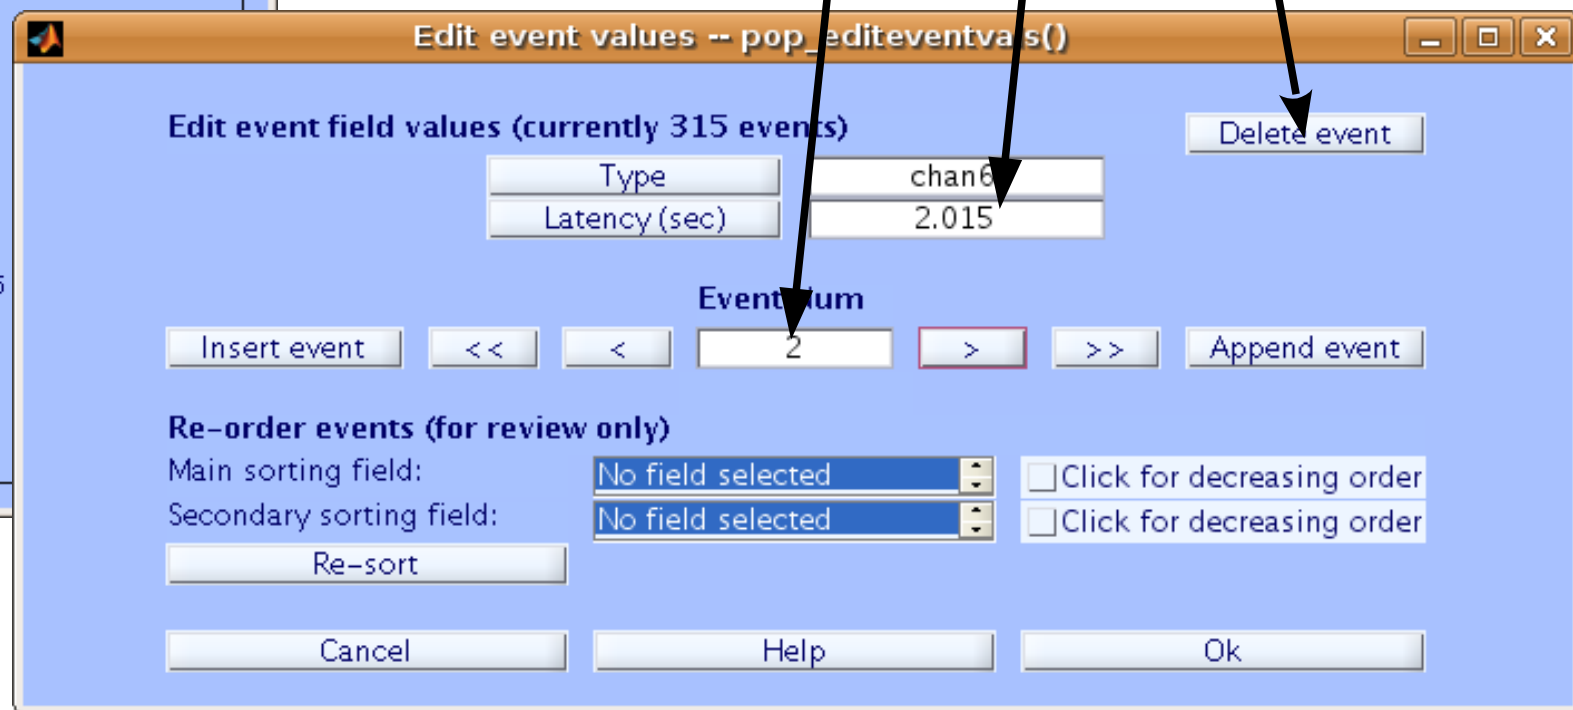 Edit event values -- pop_editeventvals()
Edit event field values (currently 315 events)
Delete event
Type chan6
Latency (sec) 2.015
Event Num
Insert event << < 2 > >> Append event
Re-order events (for review only)
Main sorting field: No field selected Click for decreasing order
Secondary sorting field: No field selected Click for decreasing order
Re-sort
Cancel Help Ok